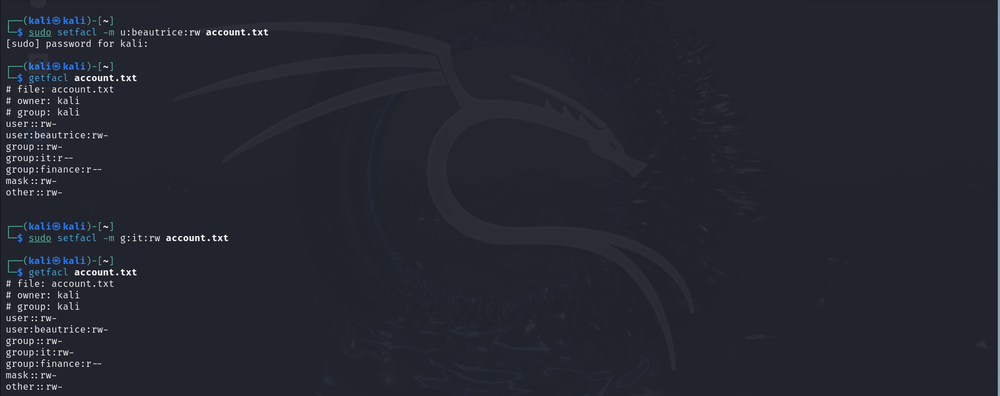 ┌──(kali㉿kali)-[~]
└─$ sudo setfacl -m u:beautrice:rw account.txt
[sudo] password for kali:
┌──(kali㉿kali)-[~]
└─$ getfacl account.txt
# file: account.txt
# owner: kali
# group: kali
user::rw-
user:beautrice:rw-
group::rw-
group:it:r--
group:finance:r--
mask::rw-
other::rw-
┌──(kali㉿kali)-[~]
└─$ sudo setfacl -m g:it:rw account.txt
┌──(kali㉿kali)-[~]
└─$ getfacl account.txt
# file: account.txt
# owner: kali
# group: kali
user::rw-
user:beautrice:rw-
group::rw-
group:it:rw-
group:finance:r--
mask::rw-
other::rw-